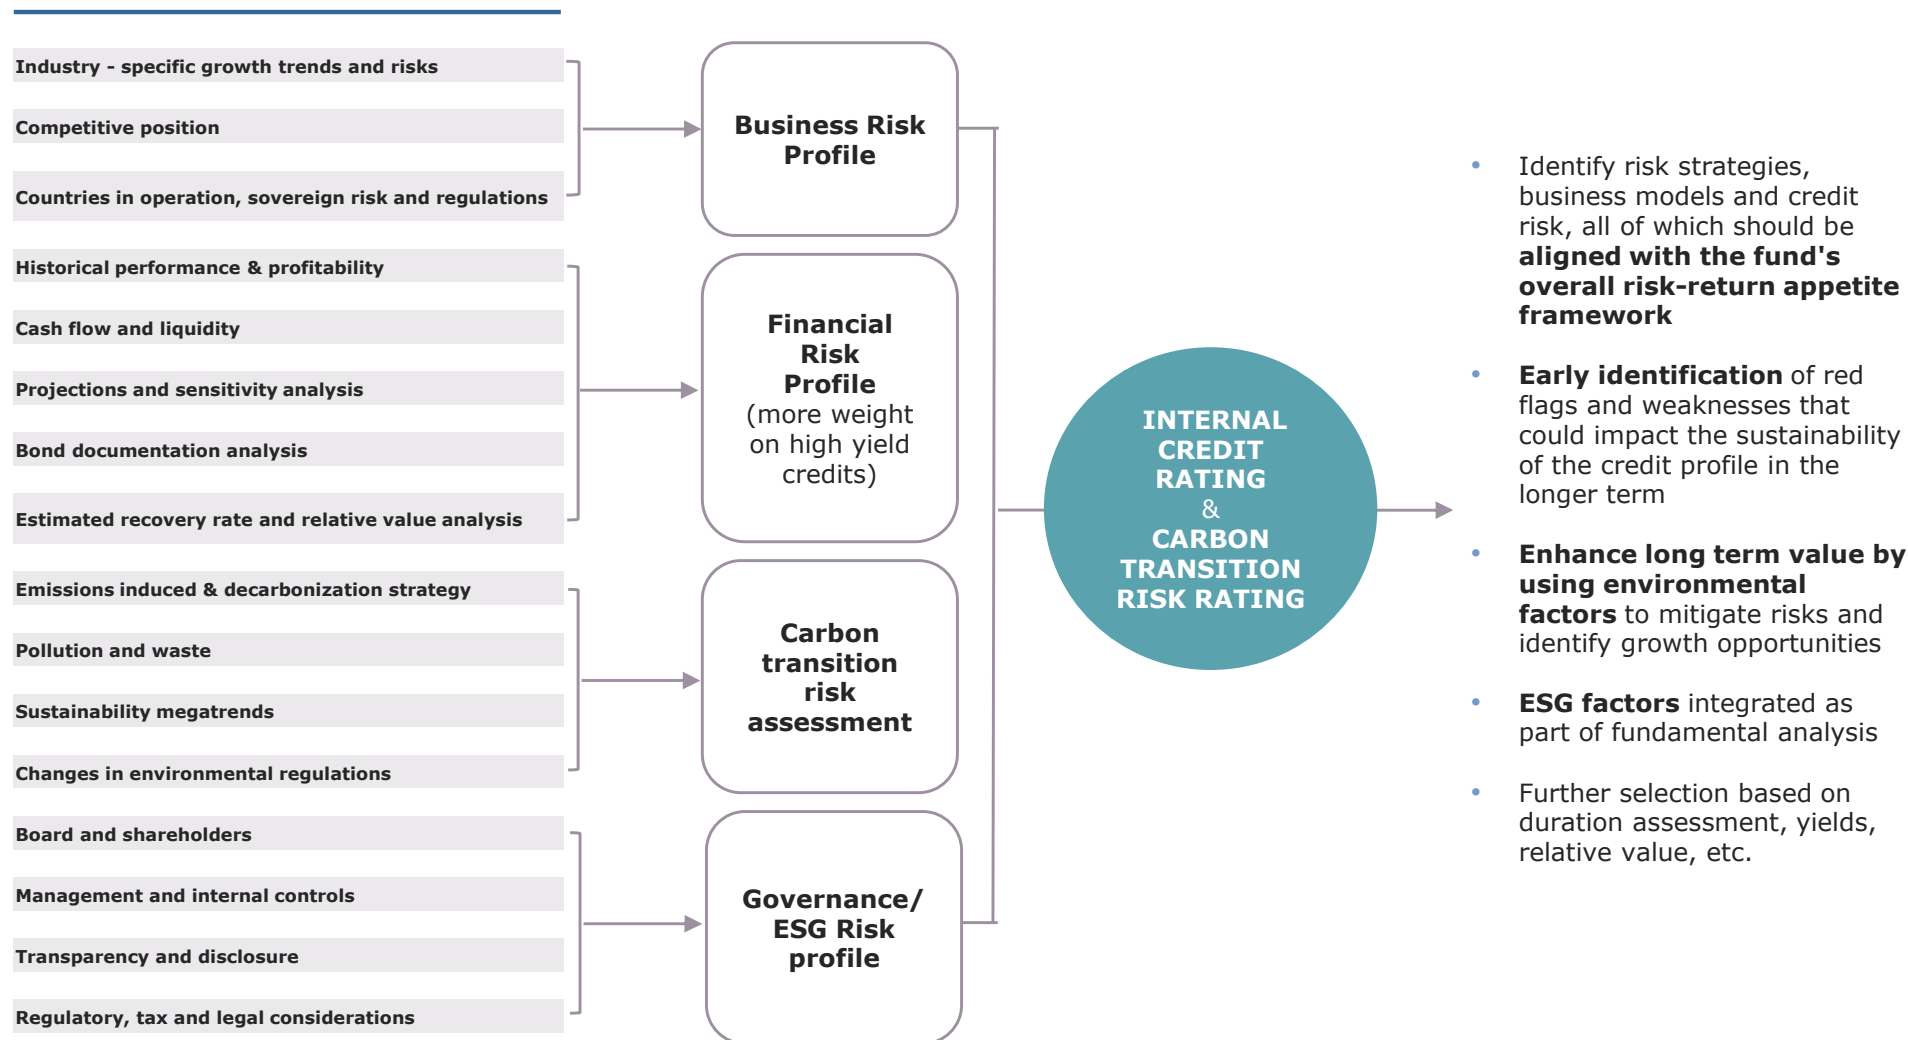 Industry - specific growth trends and risks
Competitive position
Countries in operation, sovereign risk and regulations
Historical performance & profitability
Cash flow and liquidity
Projections and sensitivity analysis
Bond documentation analysis
Estimated recovery rate and relative value analysis
Emissions induced & decarbonization strategy
Pollution and waste
Sustainability megatrends
Changes in environmental regulations
Board and shareholders
Management and internal controls
Transparency and disclosure
Regulatory, tax and legal considerations
Business Risk
Profile
Financial
Risk
Profile
(more weight
on high yield
credits)
Carbon
transition
risk
assessment
Governance/
ESG Risk
profile
INTERNAL
CREDIT
RATING
&
CARBON
TRANSITION
RISK RATING
• Identify risk strategies,
business models and credit
risk, all of which should be
aligned with the fund's
overall risk-return appetite
framework
• Early identification of red
flags and weaknesses that
could impact the sustainability
of the credit profile in the
longer term
• Enhance long term value by
using environmental
factors to mitigate risks and
identify growth opportunities
• ESG factors integrated as
part of fundamental analysis
• Further selection based on
duration assessment, yields,
relative value, etc.